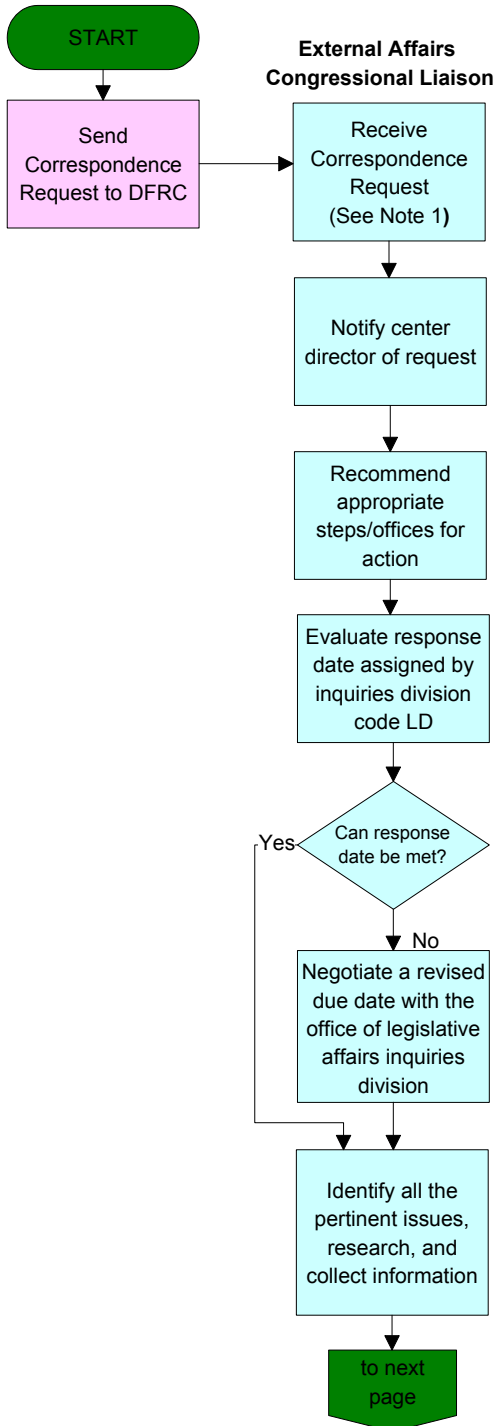 START
External Affairs
Congressional Liaison
Send
Correspondence
Request to DFRC
Receive
Correspondence
Request
(See Note 1)
Notify center
director of request
Recommend
appropriate
steps/offices for
action
Evaluate response
date assigned by
inquiries division
code LD
Can response
date be met?
Yes
No
Negotiate a revised
due date with the
office of legislative
affairs inquiries
division
Identify all the
pertinent issues,
research, and
collect information
to next
page